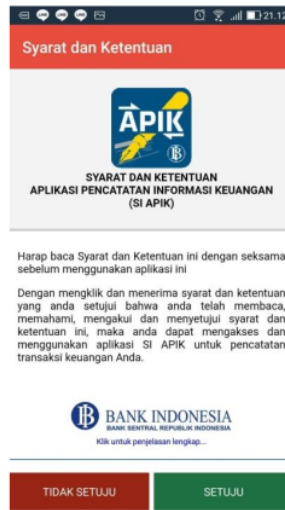 21.12
Syarat dan Ketentuan
APIK
SYARAT DAN KETENTUAN
APLIKASI PENCATATAN INFORMASI KEUANGAN
(SI APIK)
Harap baca Syarat dan Ketentuan ini dengan seksama
sebelum menggunakan aplikasi ini
Dengan mengklik dan menerima syarat dan ketentuan
yang anda setujui bahwa anda telah membaca,
memahami, mengakui dan menyetujui syarat dan
ketentuan ini, maka anda dapat mengakses dan
menggunakan aplikasi SI APIK untuk pencatatan
transaksi keuangan Anda.
BANK INDONESIA
BANK SENTRAL REPUBLIK INDONESIA
Klik untuk penjelasan lengkap...
TIDAK SETUJU
SETUJU